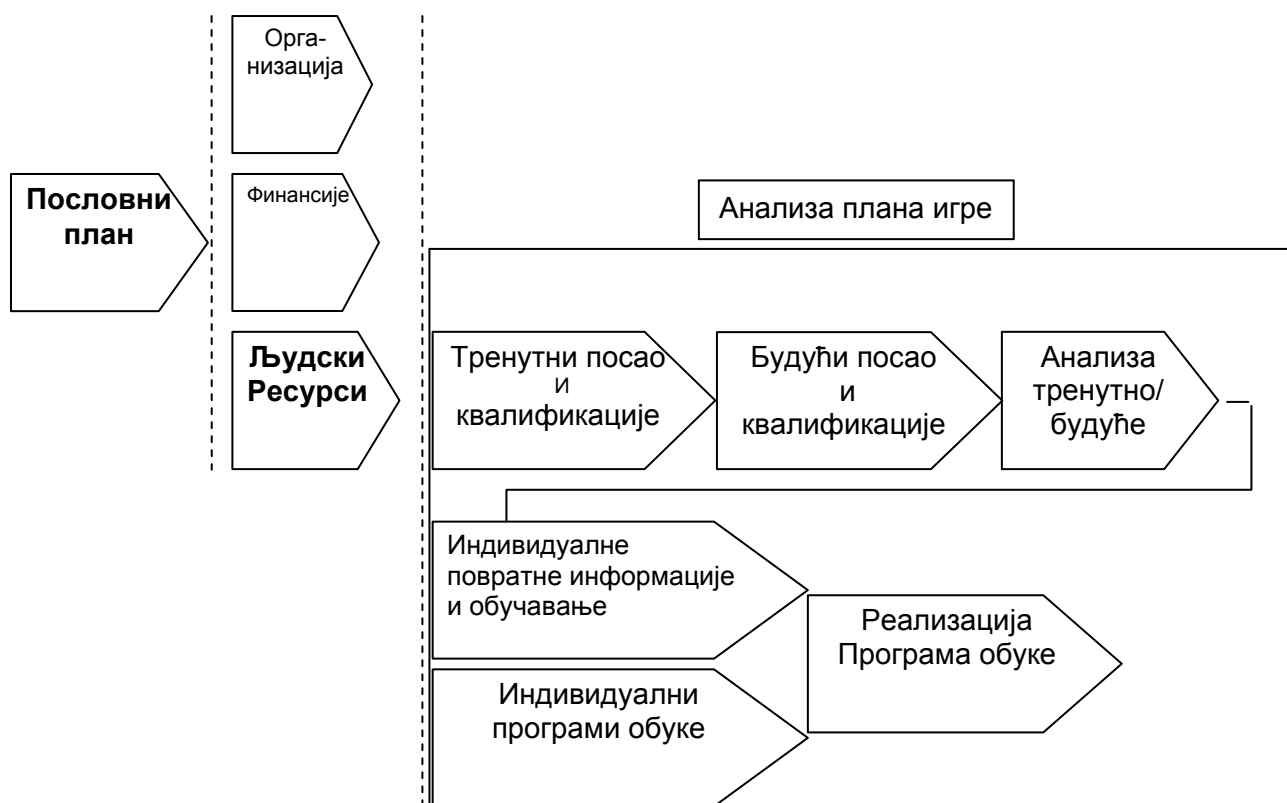 Орга-
низација
Пословни
план
Финансије
Анализа плана игре
Људски
Ресурси
Тренутни посао
и
квалификације
Будући посао
и
квалификације
Анализа
тренутно/
будуће
Индивидуалне
повратне информације
и обучавање
Реализација
Програма обуке
Индивидуални
програми обуке